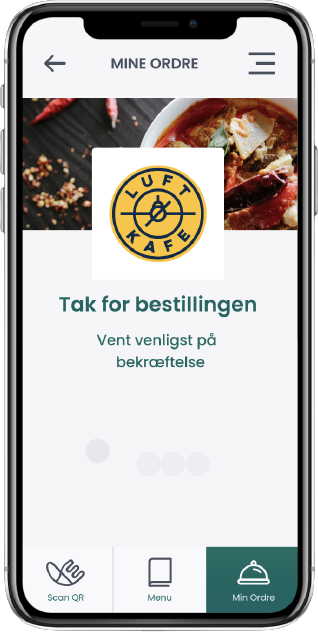 MINE ORDRE
LUFT
KAFE
Tak for bestillingen
Vent venligst på
bekræftelse
Scan QR
Menu
Min Ordre